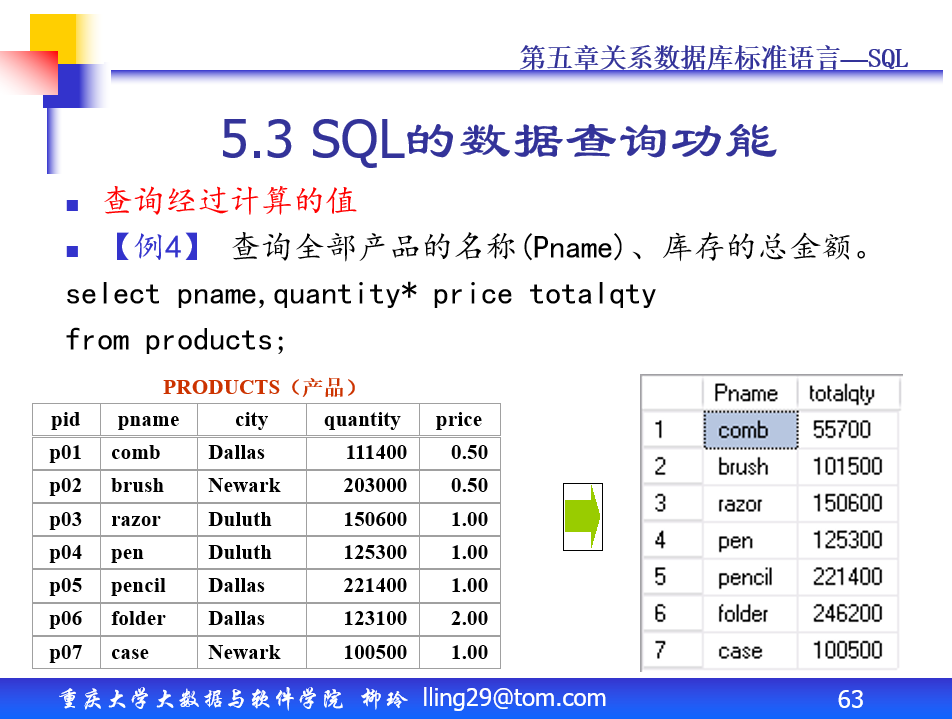 第五章关系数据库标准语言—SQL
5.3 SQL的数据查询功能
查询经过计算的值
【例4】 查询全部产品的名称(Pname)、库存的总金额。
select pname,quantity* price totalqty
from products;
PRODUCTS（产品）
pid pname city quantity price
p01 comb Dallas 111400 0.50
p02 brush Newark 203000 0.50
p03 razor Duluth 150600 1.00
p04 pen Duluth 125300 1.00
p05 pencil Dallas 221400 1.00
p06 folder Dallas 123100 2.00
p07 case Newark 100500 1.00
Pname totalqty
1 comb 55700
2 brush 101500
3 razor 150600
4 pen 125300
5 pencil 221400
6 folder 246200
7 case 100500
重庆大学大数据与软件学院 柳玲 lling29@tom.com 63